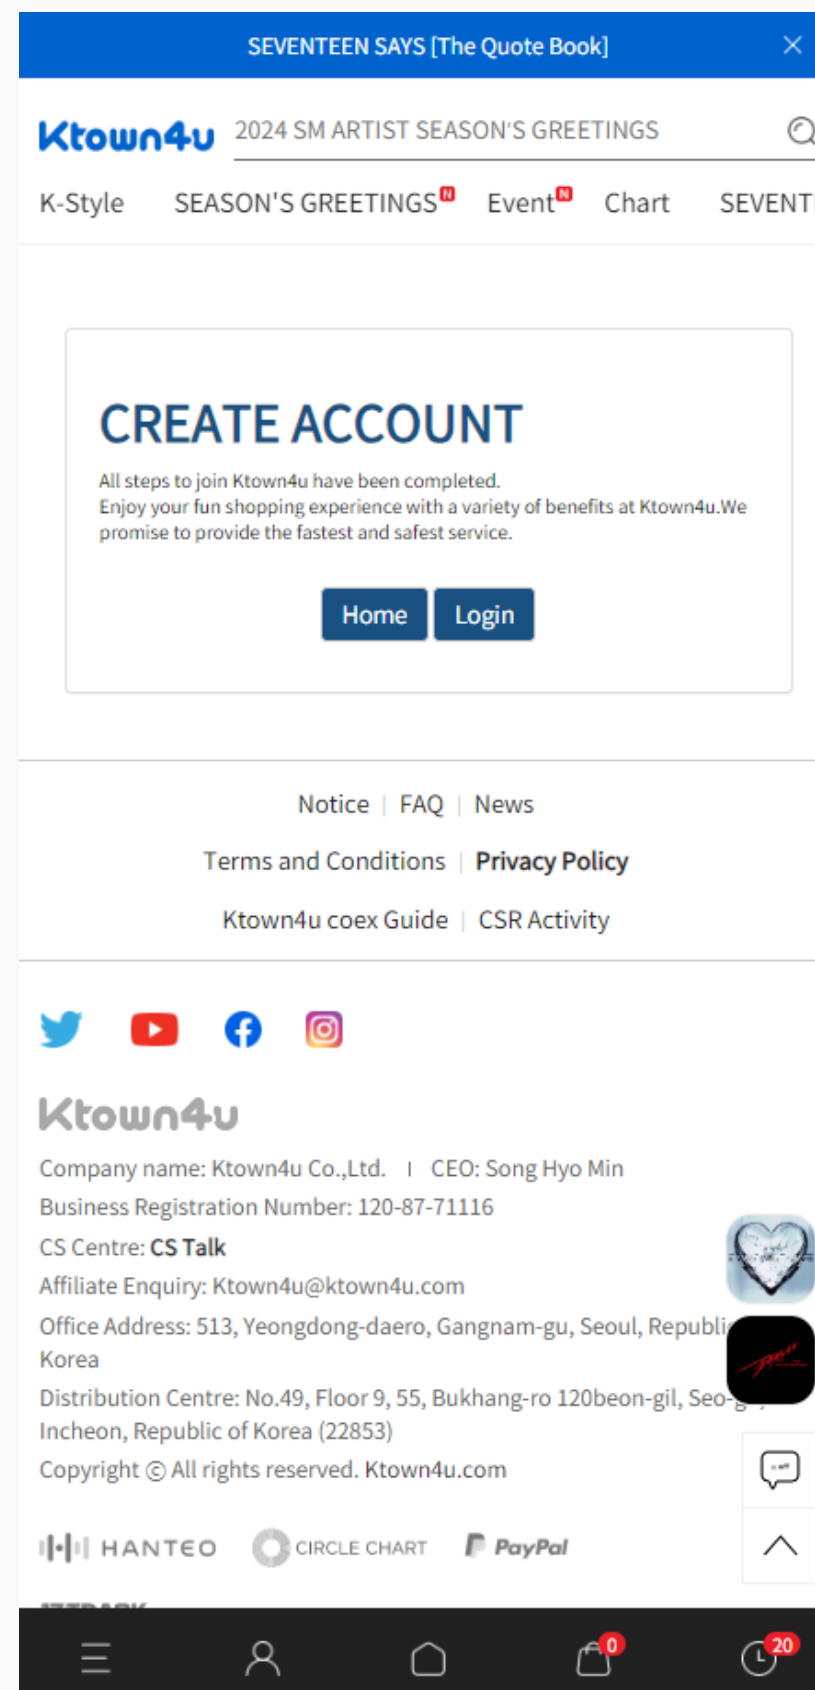 SEVENTEEN SAYS [The Quote Book]
Ktown4u 2024 SM ARTIST SEASON'S GREETINGS
K-Style SEASON'S GREETINGS N Event N Chart SEVENT
CREATE ACCOUNT
All steps to join Ktown4u have been completed.
Enjoy your fun shopping experience with a variety of benefits at Ktown4u.We
promise to provide the fastest and safest service.
Home Login
Notice | FAQ | News
Terms and Conditions | Privacy Policy
Ktown4u coex Guide | CSR Activity
Ktown4u
Company name: Ktown4u Co.,Ltd. I CEO: Song Hyo Min
Business Registration Number: 120-87-71116
CS Centre: CS Talk
Affiliate Enquiry: Ktown4u@ktown4u.com
Office Address: 513, Yeongdong-daero, Gangnam-gu, Seoul, Republi
Korea
Distribution Centre: No.49, Floor 9, 55, Bukhang-ro 120beon-gil, Seo-
Incheon, Republic of Korea (22853)
Copyright ⓒ All rights reserved. Ktown4u.com
HANTEO CIRCLE CHART PayPal
0 20